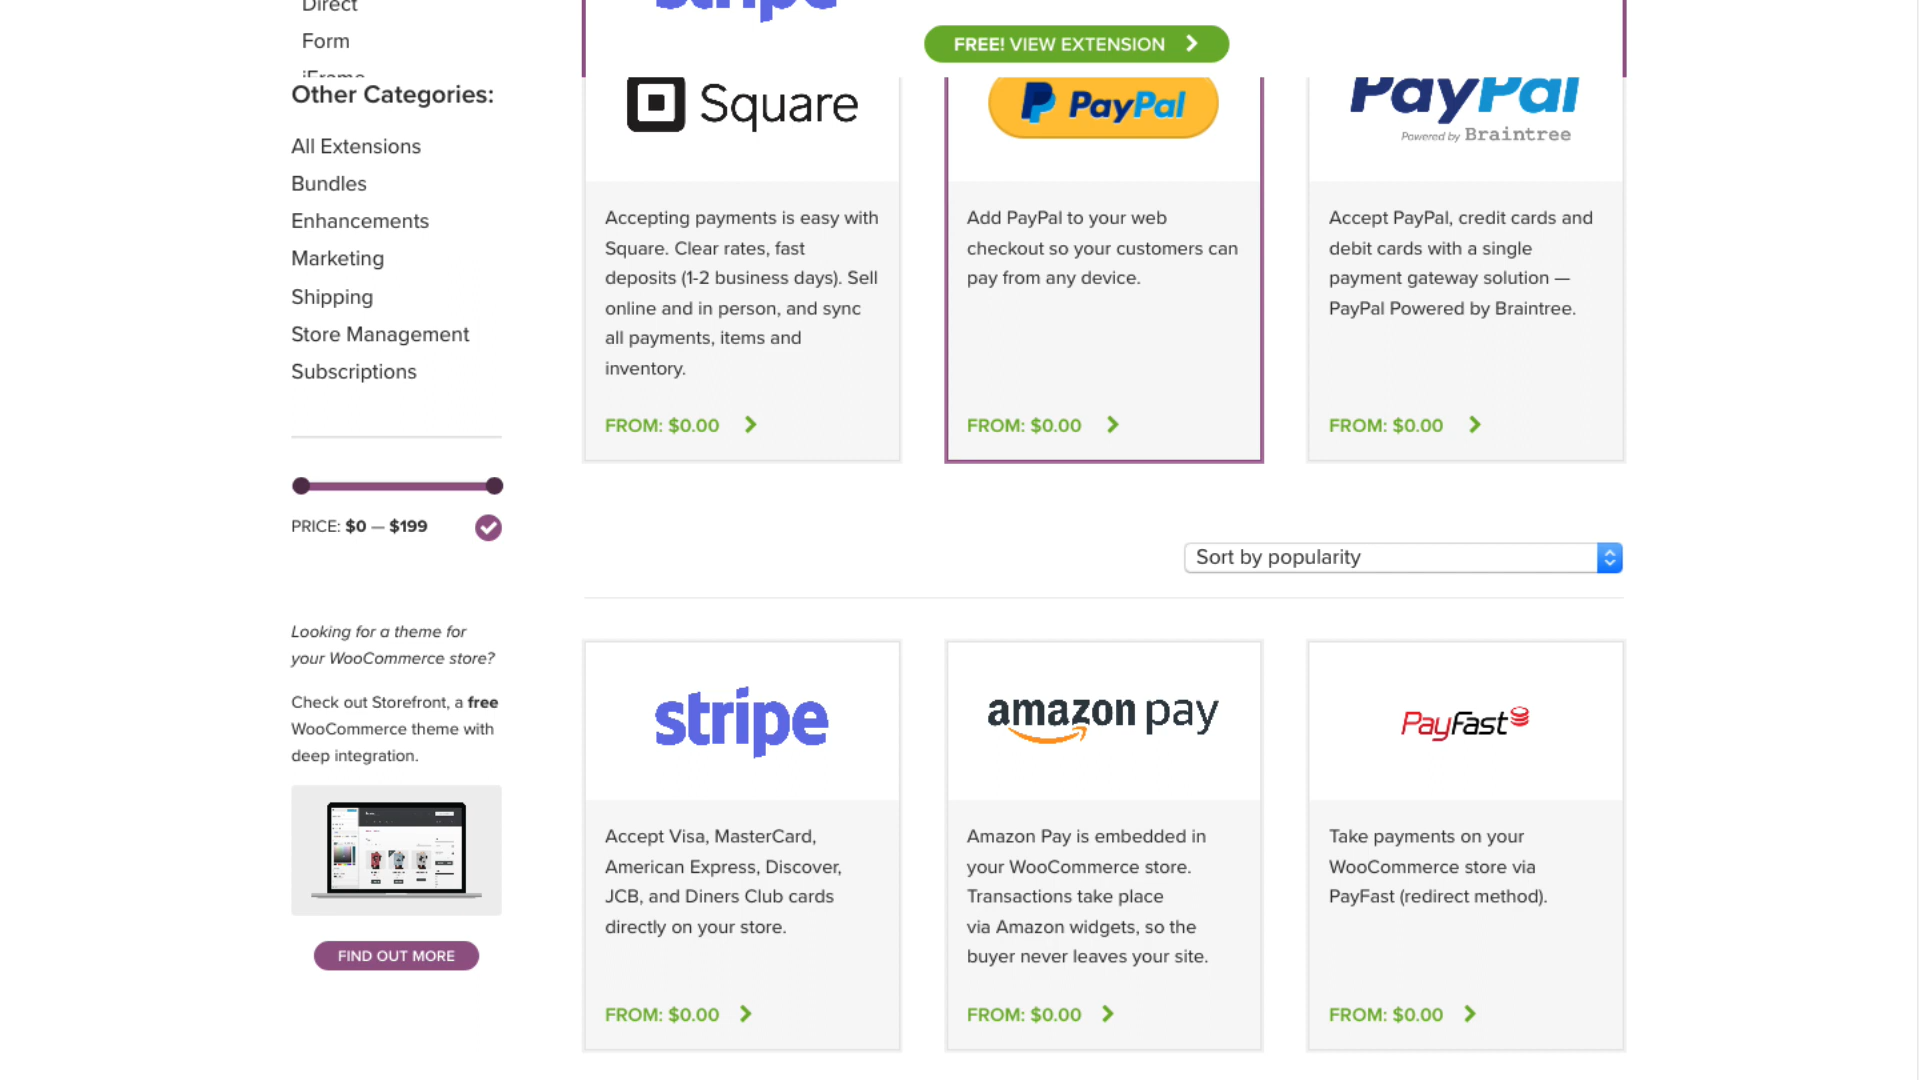 Direct
Form
iFrame
Other Categories:
All Extensions
Bundles
Enhancements
Marketing
Shipping
Store Management
Subscriptions
PRICE: $0 — $199
Looking for a theme for
your WooCommerce store?
Check out Storefront, a free
WooCommerce theme with
deep integration.
FIND OUT MORE
stripe
FREE! VIEW EXTENSION
Square
Accepting payments is easy with
Square. Clear rates, fast
deposits (1-2 business days). Sell
online and in person, and sync
all payments, items and
inventory.
FROM: $0.00
PayPal
Add PayPal to your web
checkout so your customers can
pay from any device.
FROM: $0.00
PayPal
Powered by Braintree
Accept PayPal, credit cards and
debit cards with a single
payment gateway solution —
PayPal Powered by Braintree.
FROM: $0.00
Sort by popularity
stripe
Accept Visa, MasterCard,
American Express, Discover,
JCB, and Diners Club cards
directly on your store.
FROM: $0.00
amazon pay
Amazon Pay is embedded in
your WooCommerce store.
Transactions take place
via Amazon widgets, so the
buyer never leaves your site.
FROM: $0.00
PayFast
Take payments on your
WooCommerce store via
PayFast (redirect method).
FROM: $0.00